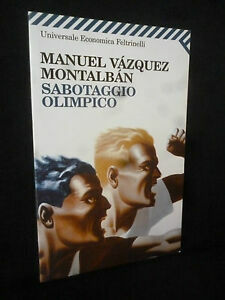 Universale Economica Feltrinelli
MANUEL VÁZQUEZ
MONTALBÁN
SABOTAGGIO
OLIMPICO